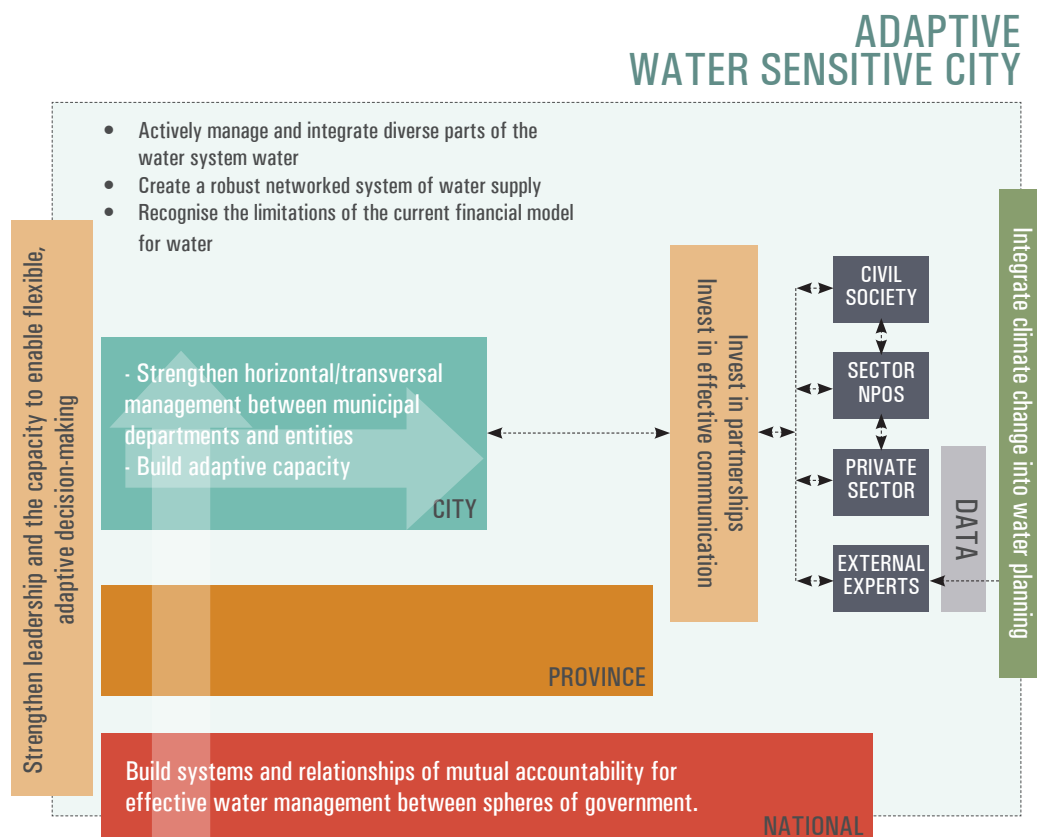 ADAPTIVE
WATER SENSITIVE CITY
• Actively manage and integrate diverse parts of the
water system water
• Create a robust networked system of water supply
• Recognise the limitations of the current financial model
for water
Strengthen leadership and the capacity to enable flexible,
adaptive decision-making
- Strengthen horizontal/transversal
management between municipal
departments and entities
- Build adaptive capacity
CITY
Invest in partnerships
Invest in effective communication
CIVIL
SOCIETY
SECTOR
NPOS
PRIVATE
SECTOR
EXTERNAL
EXPERTS
DATA
Integrate climate change into water planning
PROVINCE
Build systems and relationships of mutual accountability for
effective water management between spheres of government.
NATIONAL